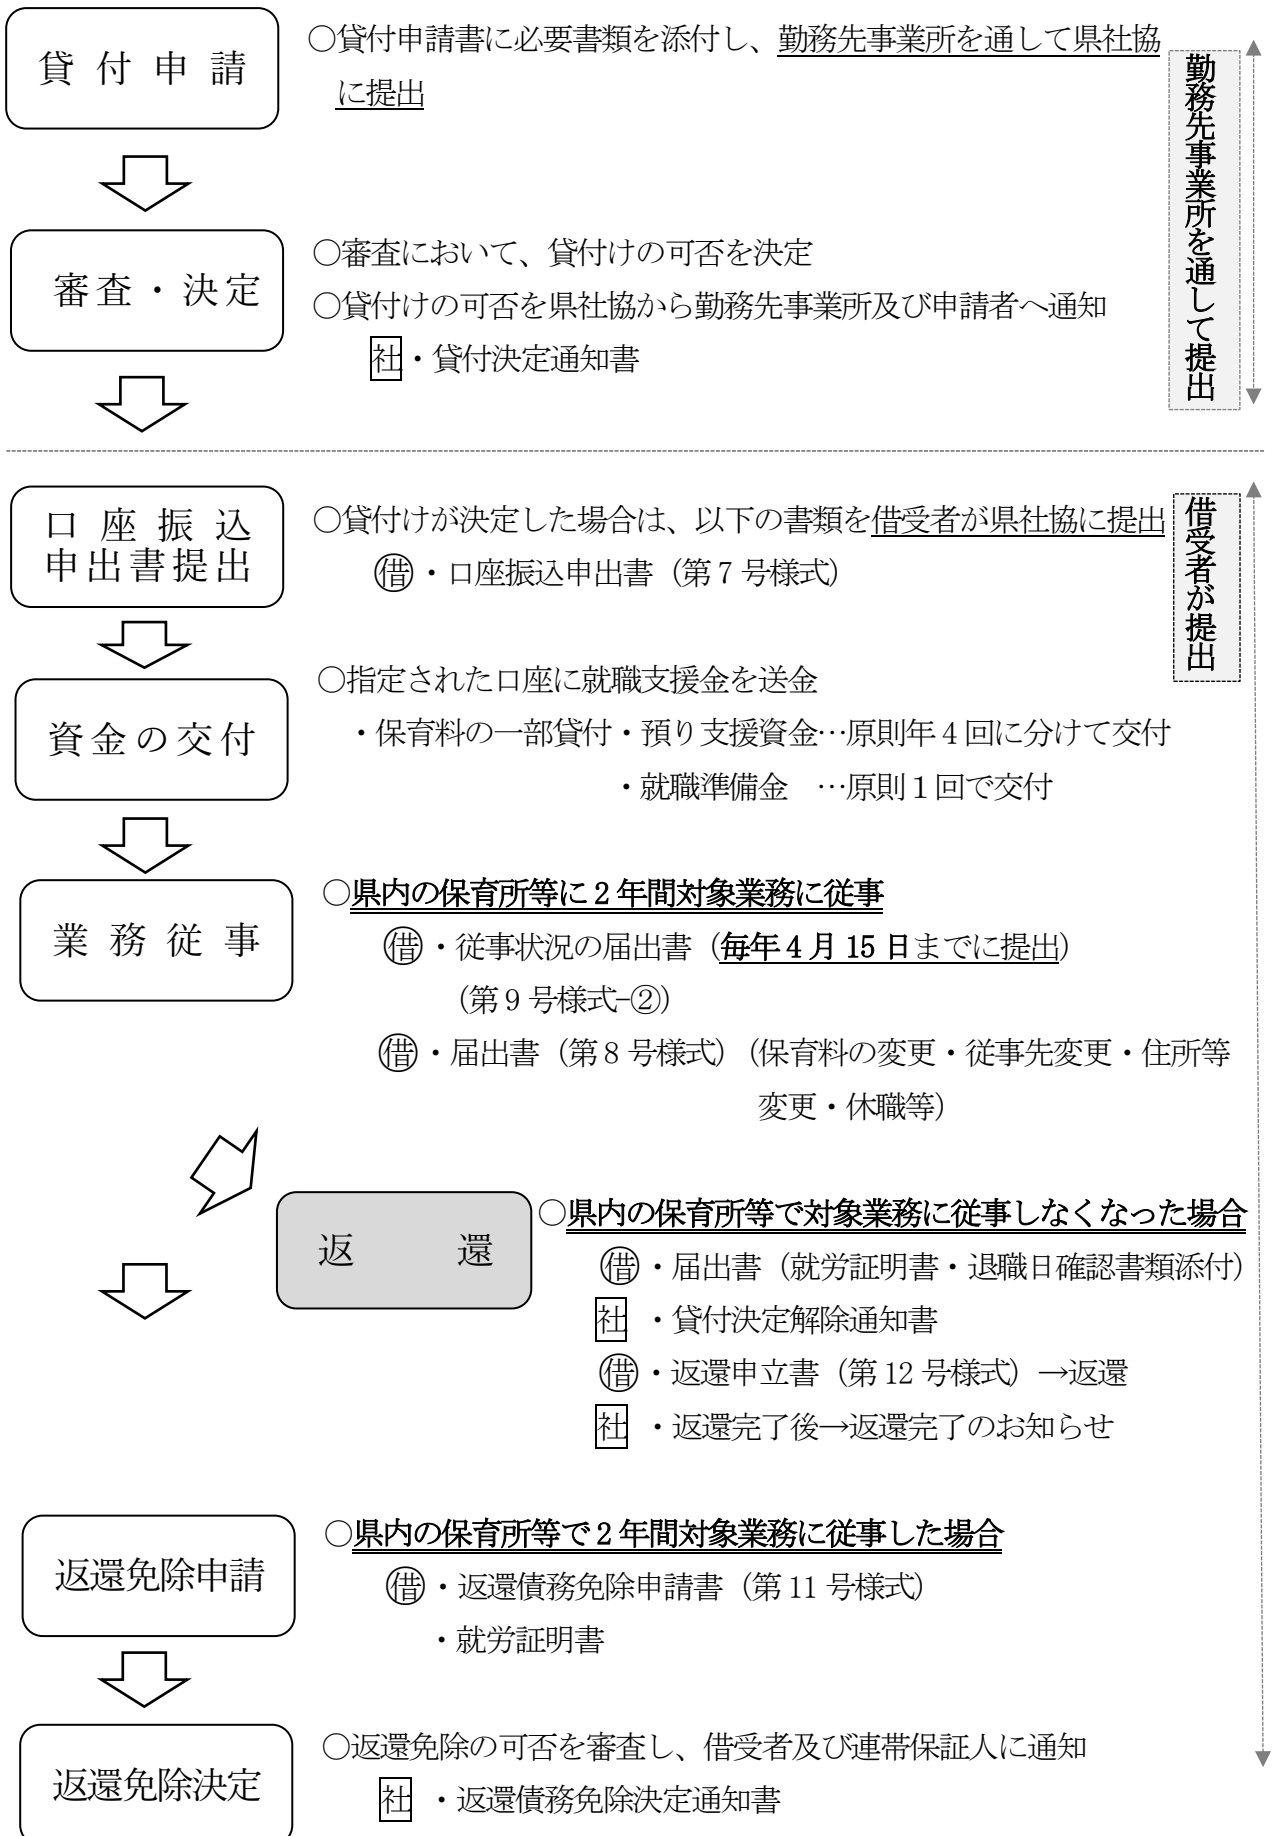 貸付申請
○貸付申請書に必要書類を添付し、勤務先事業所を通して県社協
に提出
勤務先事業所を通して提出
審査・決定
○審査において、貸付けの可否を決定
○貸付けの可否を県社協から勤務先事業所及び申請者へ通知
社・貸付決定通知書
口座振込
申出書提出
○貸付けが決定した場合は、以下の書類を借受者が県社協に提出
借・口座振込申出書（第７号様式）
借受者が提出
資金の交付
○指定された口座に就職支援金を送金
・保育料の一部貸付・預り支援資金…原則年４回に分けて交付
・就職準備金　…原則１回で交付
業務従事
○県内の保育所等に２年間対象業務に従事
借・従事状況の届出書（毎年４月15日までに提出）
（第９号様式-②）
借・届出書（第８号様式）（保育料の変更・従事先変更・住所等
変更・休職等）
返　還
○県内の保育所等で対象業務に従事しなくなった場合
借・届出書（就労証明書・退職日確認書類添付）
社・貸付決定解除通知書
借・返還申立書（第12号様式）→返還
社・返還完了後→返還完了のお知らせ
返還免除申請
○県内の保育所等で２年間対象業務に従事した場合
借・返還債務免除申請書（第11号様式）
・就労証明書
返還免除決定
○返還免除の可否を審査し、借受者及び連帯保証人に通知
社・返還債務免除決定通知書